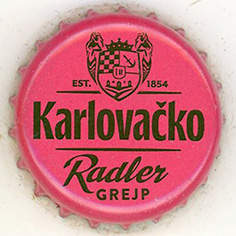 EST. 1854
Karlovačko
Radler
GREJP